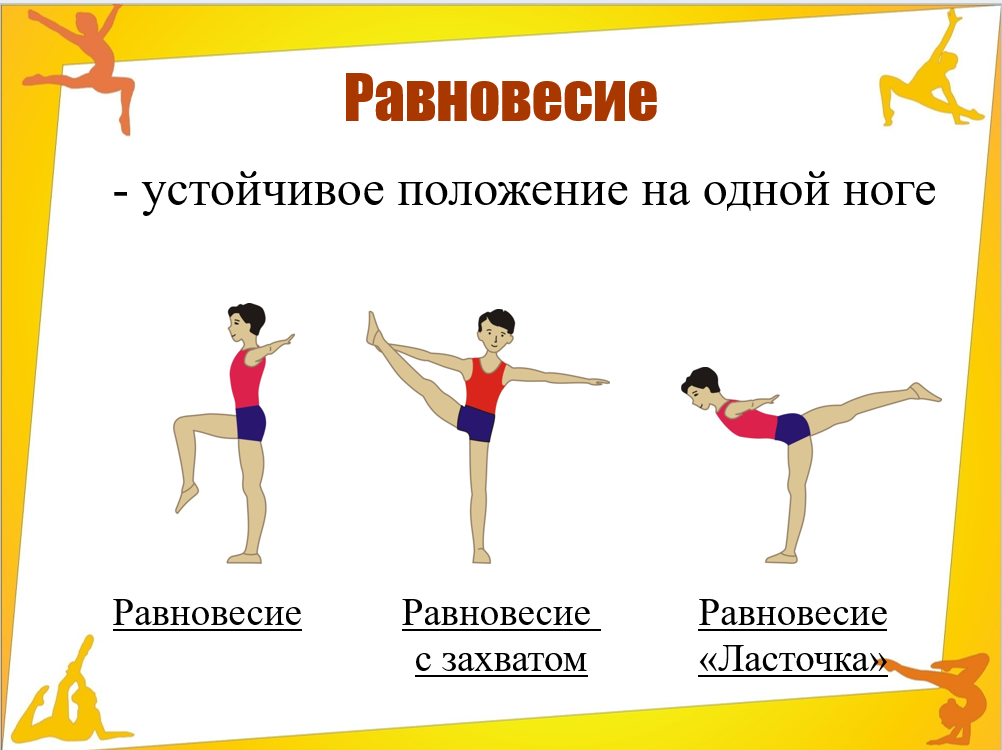 Равновесие
- устойчивое положение на одной ноге
Равновесие
Равновесие
с захватом
Равновесие
«Ласточка»